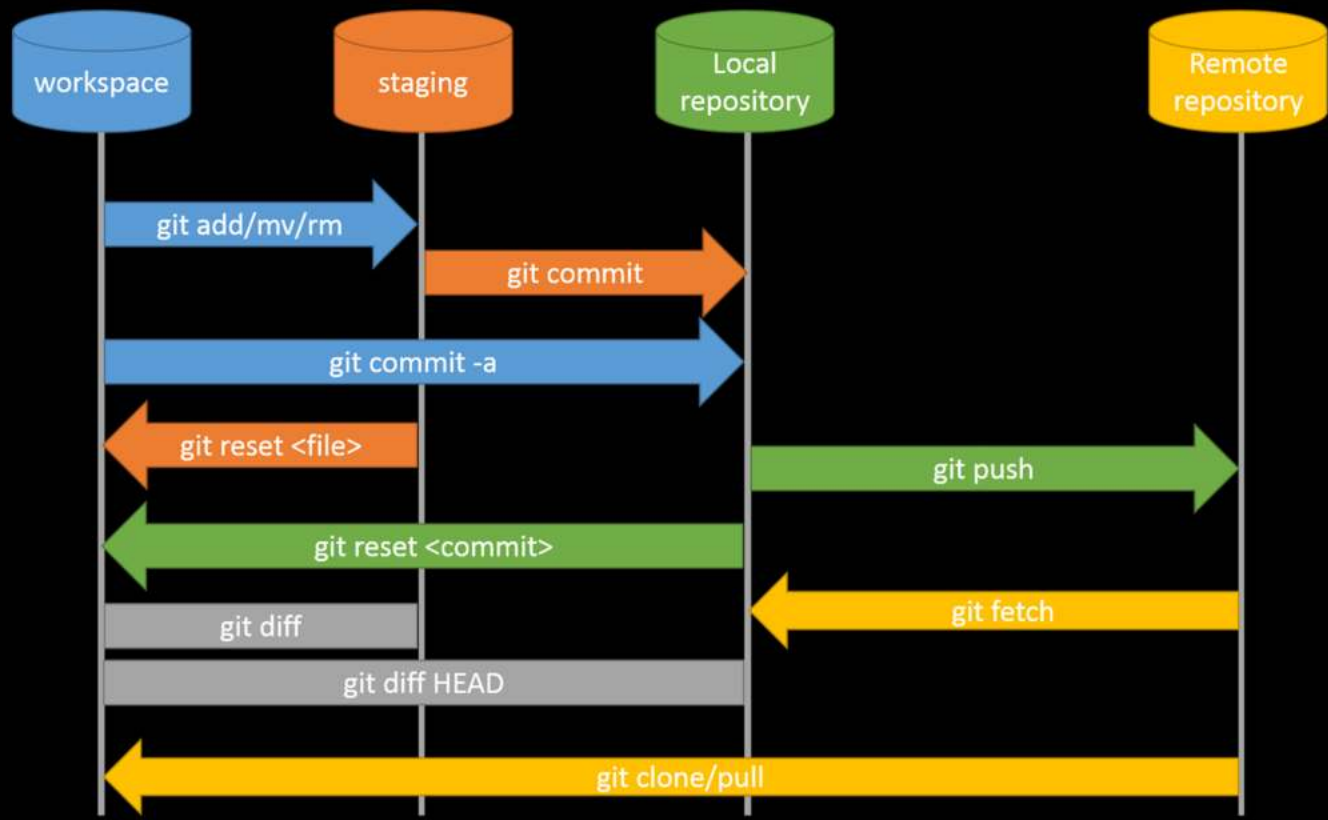 workspace
staging
Local
repository
Remote
repository
git add/mv/rm
git commit
git commit -a
git reset <file>
git push
git reset <commit>
git fetch
git diff
git diff HEAD
git clone/pull